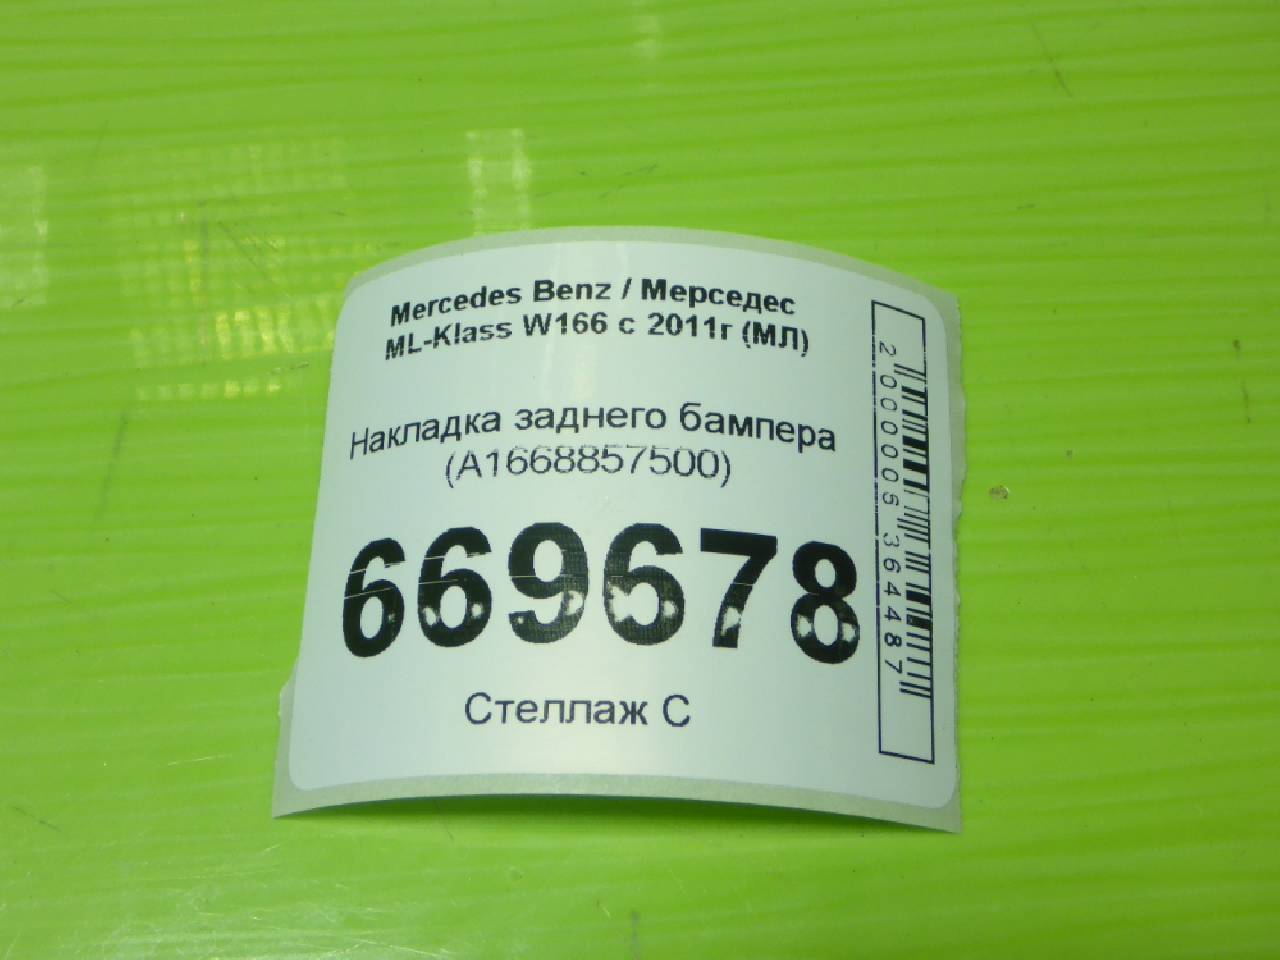 Mercedes Benz / Мерседес
ML-Klass W166 с 2011г (МЛ)
Накладка заднего бампера
(A1668857500)
669678
Стеллаж С
2000005364487